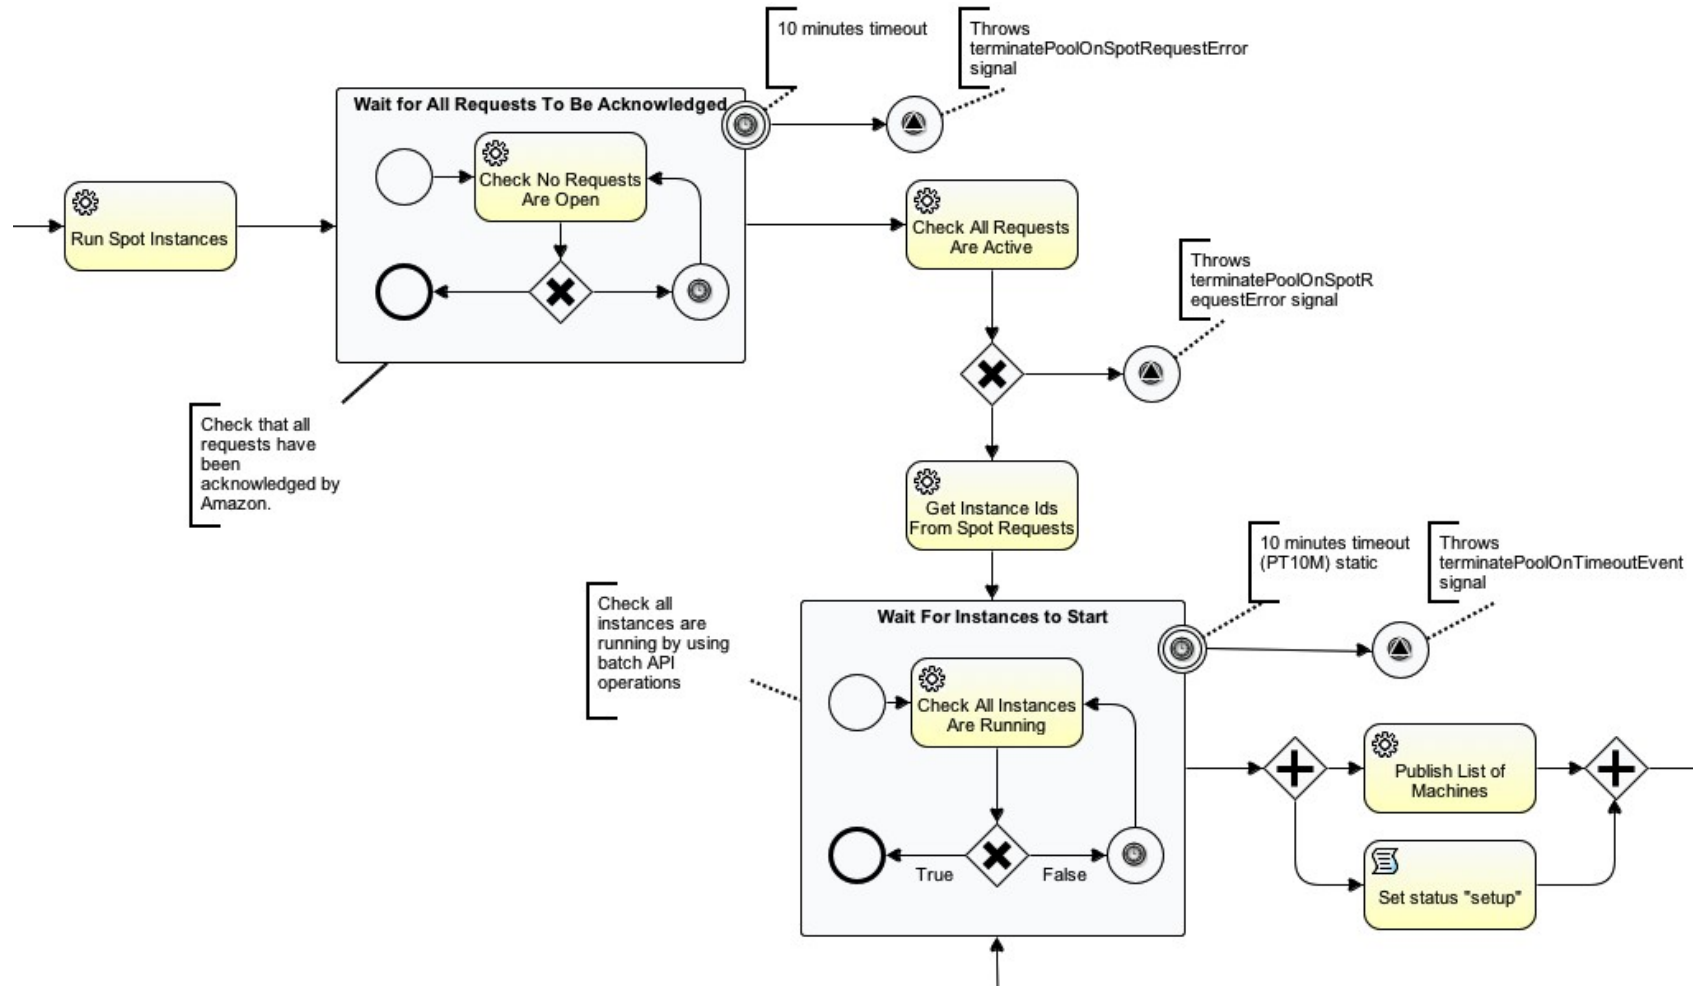 10 minutes timeout
Throws
terminatePoolOnSpotRequestError
signal
Wait for All Requests To Be Acknowledged
Check No Requests
Are Open
Run Spot Instances
Check All Requests
Are Active
Throws
terminatePoolOnSpotR
equestError signal
Check that all
requests have
been
acknowledged by
Amazon.
Get Instance Ids
From Spot Requests
10 minutes timeout
(PT10M) static
Throws
terminatePoolOnTimeoutEvent
signal
Check all
instances are
running by using
batch API
operations
Wait For Instances to Start
Check All Instances
Are Running
True
False
Publish List of
Machines
Set status "setup"